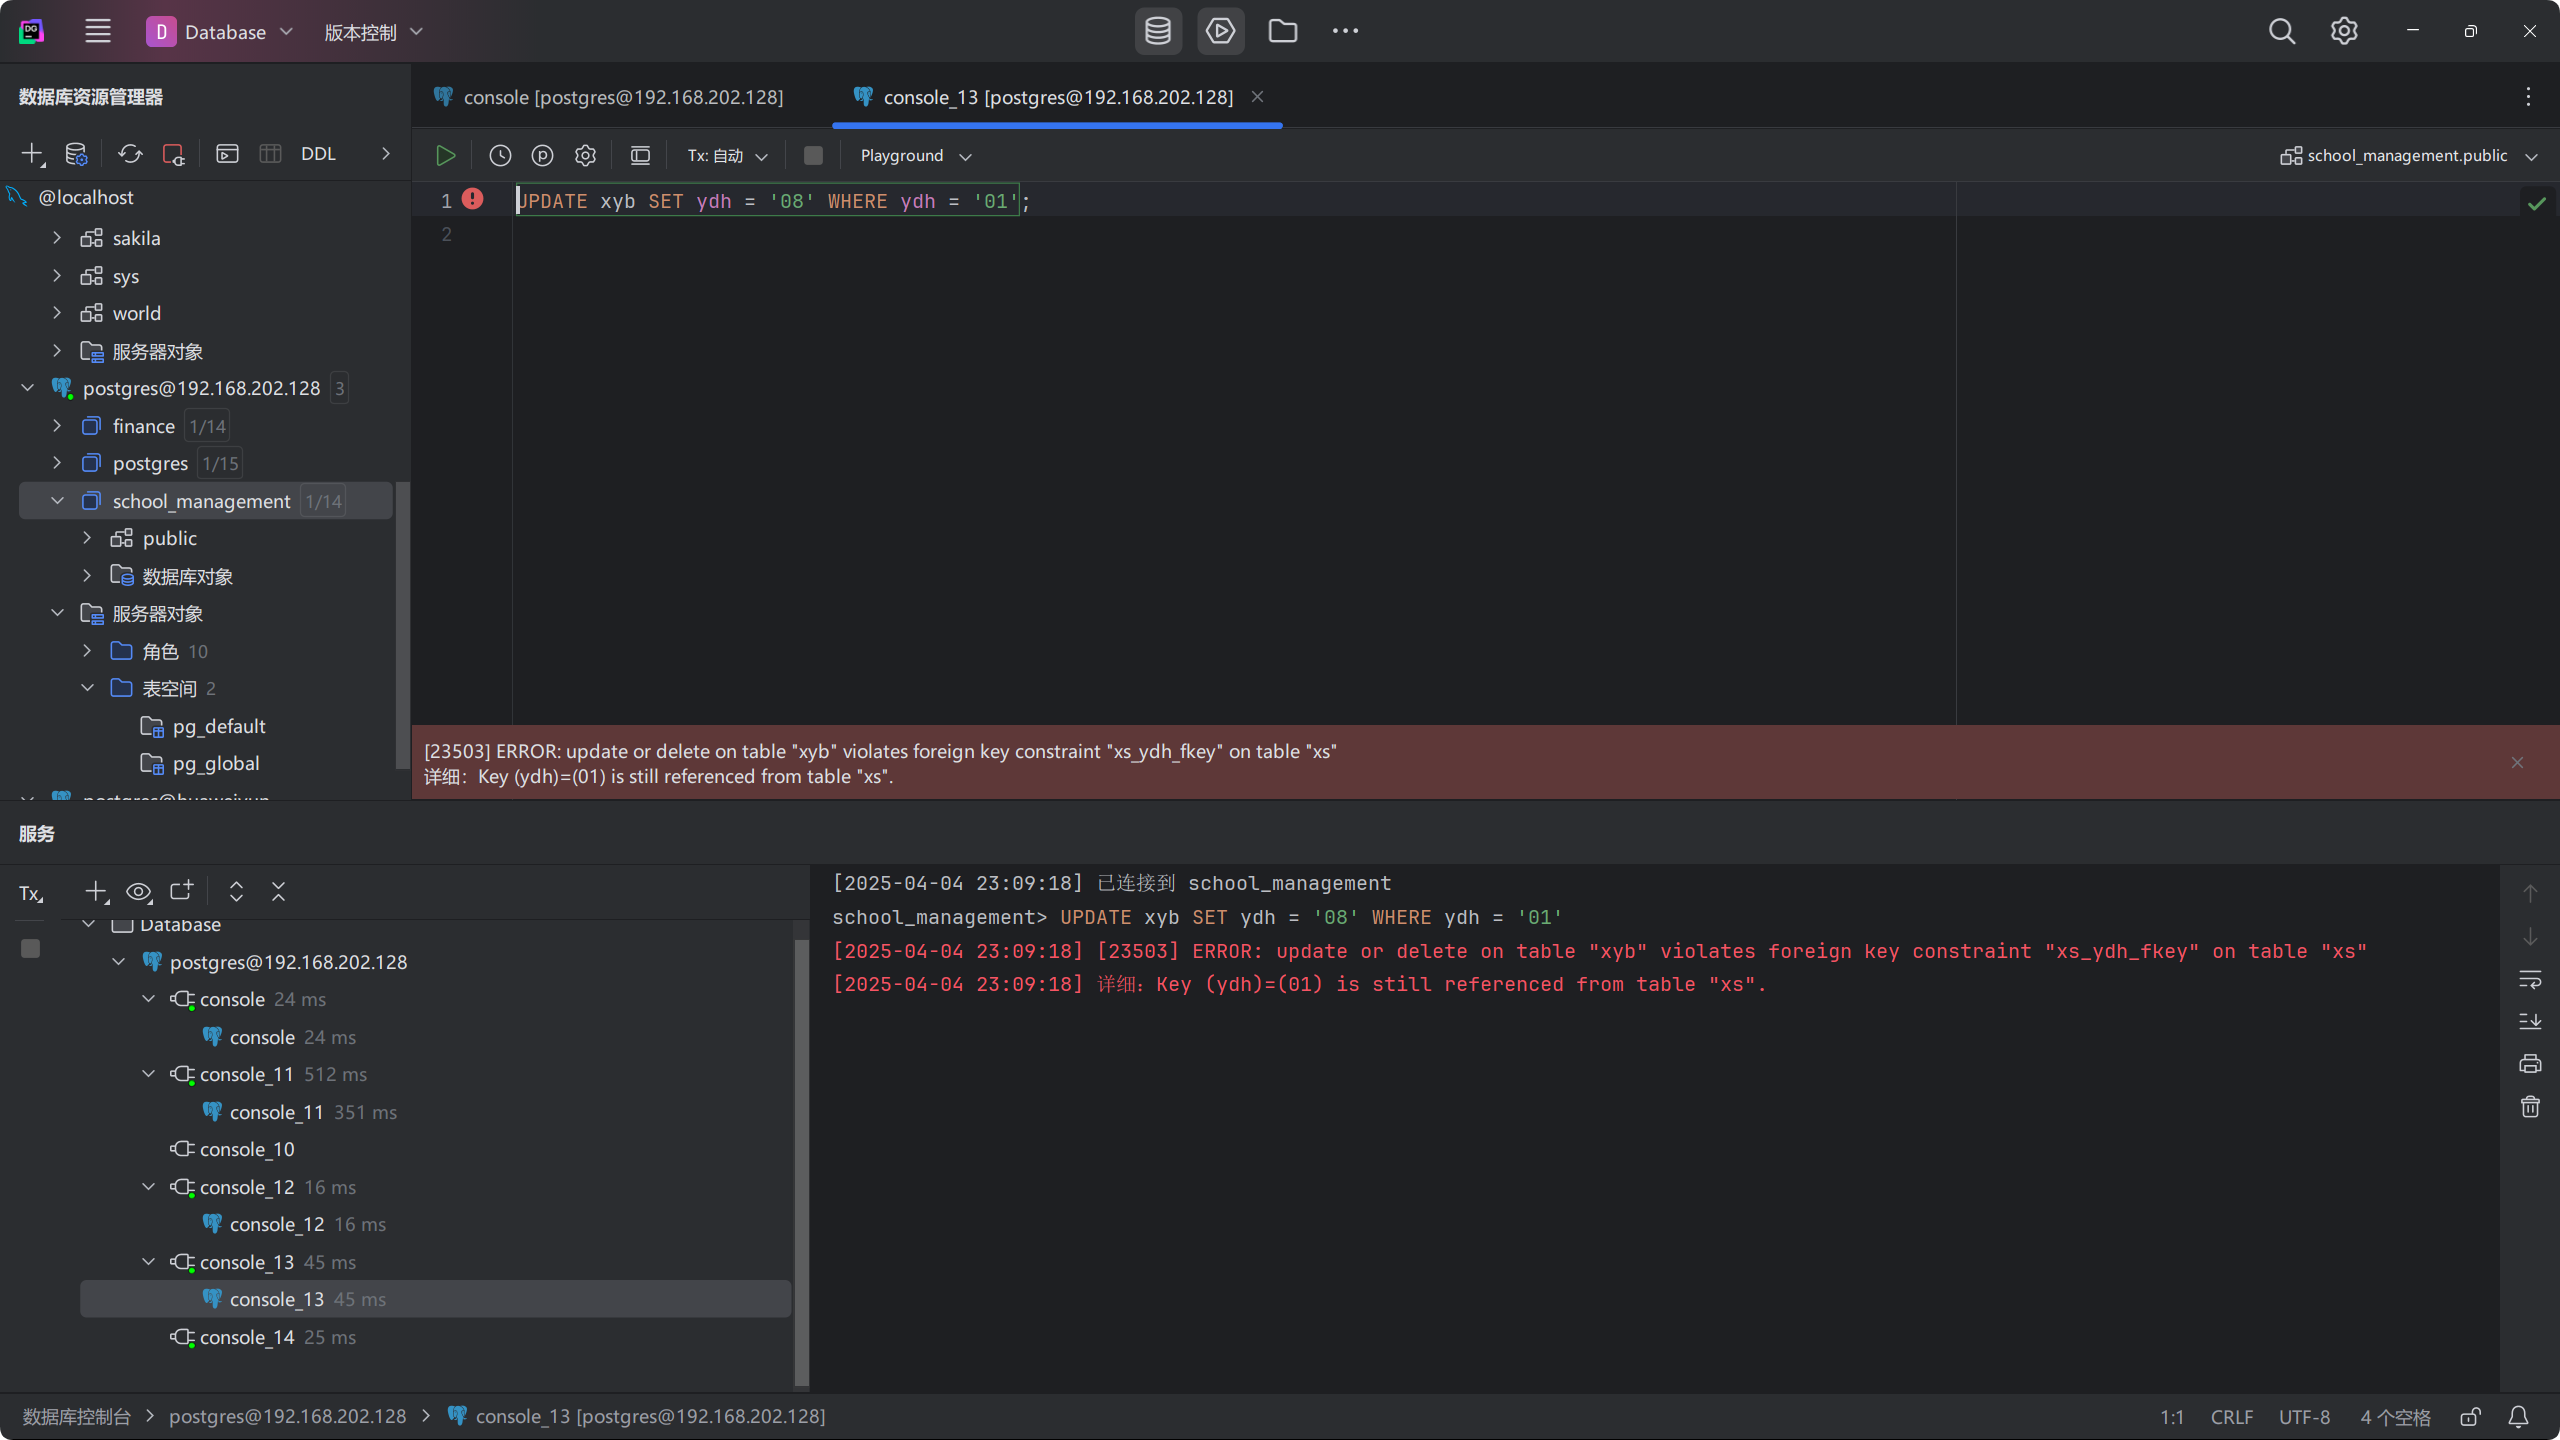 D Database 版本控制
数据库资源管理器
DDL
@localhost
sakila
sys
world
服务器对象
postgres@192.168.202.128 3
finance 1/14
postgres 1/15
school_management 1/14
public
数据库对象
服务器对象
角色 10
表空间 2
pg_default
pg_global
console [postgres@192.168.202.128]
console_13 [postgres@192.168.202.128]
Tx: 自动
Playground
school_management.public
1 UPDATE xyb SET ydh = '08' WHERE ydh = '01';
2
[23503] ERROR: update or delete on table "xyb" violates foreign key constraint "xs_ydh_fkey" on table "xs"
详细：Key (ydh)=(01) is still referenced from table "xs".
服务
Tx
Database
postgres@192.168.202.128
console 24 ms
console 24 ms
console_11 512 ms
console_11 351 ms
console_10
console_12 16 ms
console_12 16 ms
console_13 45 ms
console_13 45 ms
console_14 25 ms
[2025-04-04 23:09:18] 已连接到 school_management
school_management> UPDATE xyb SET ydh = '08' WHERE ydh = '01'
[2025-04-04 23:09:18] [23503] ERROR: update or delete on table "xyb" violates foreign key constraint "xs_ydh_fkey" on table "xs"
[2025-04-04 23:09:18] 详细：Key (ydh)=(01) is still referenced from table "xs".
数据库控制台 > postgres@192.168.202.128 > console_13 [postgres@192.168.202.128]
1:1 CRLF UTF-8 4 个空格